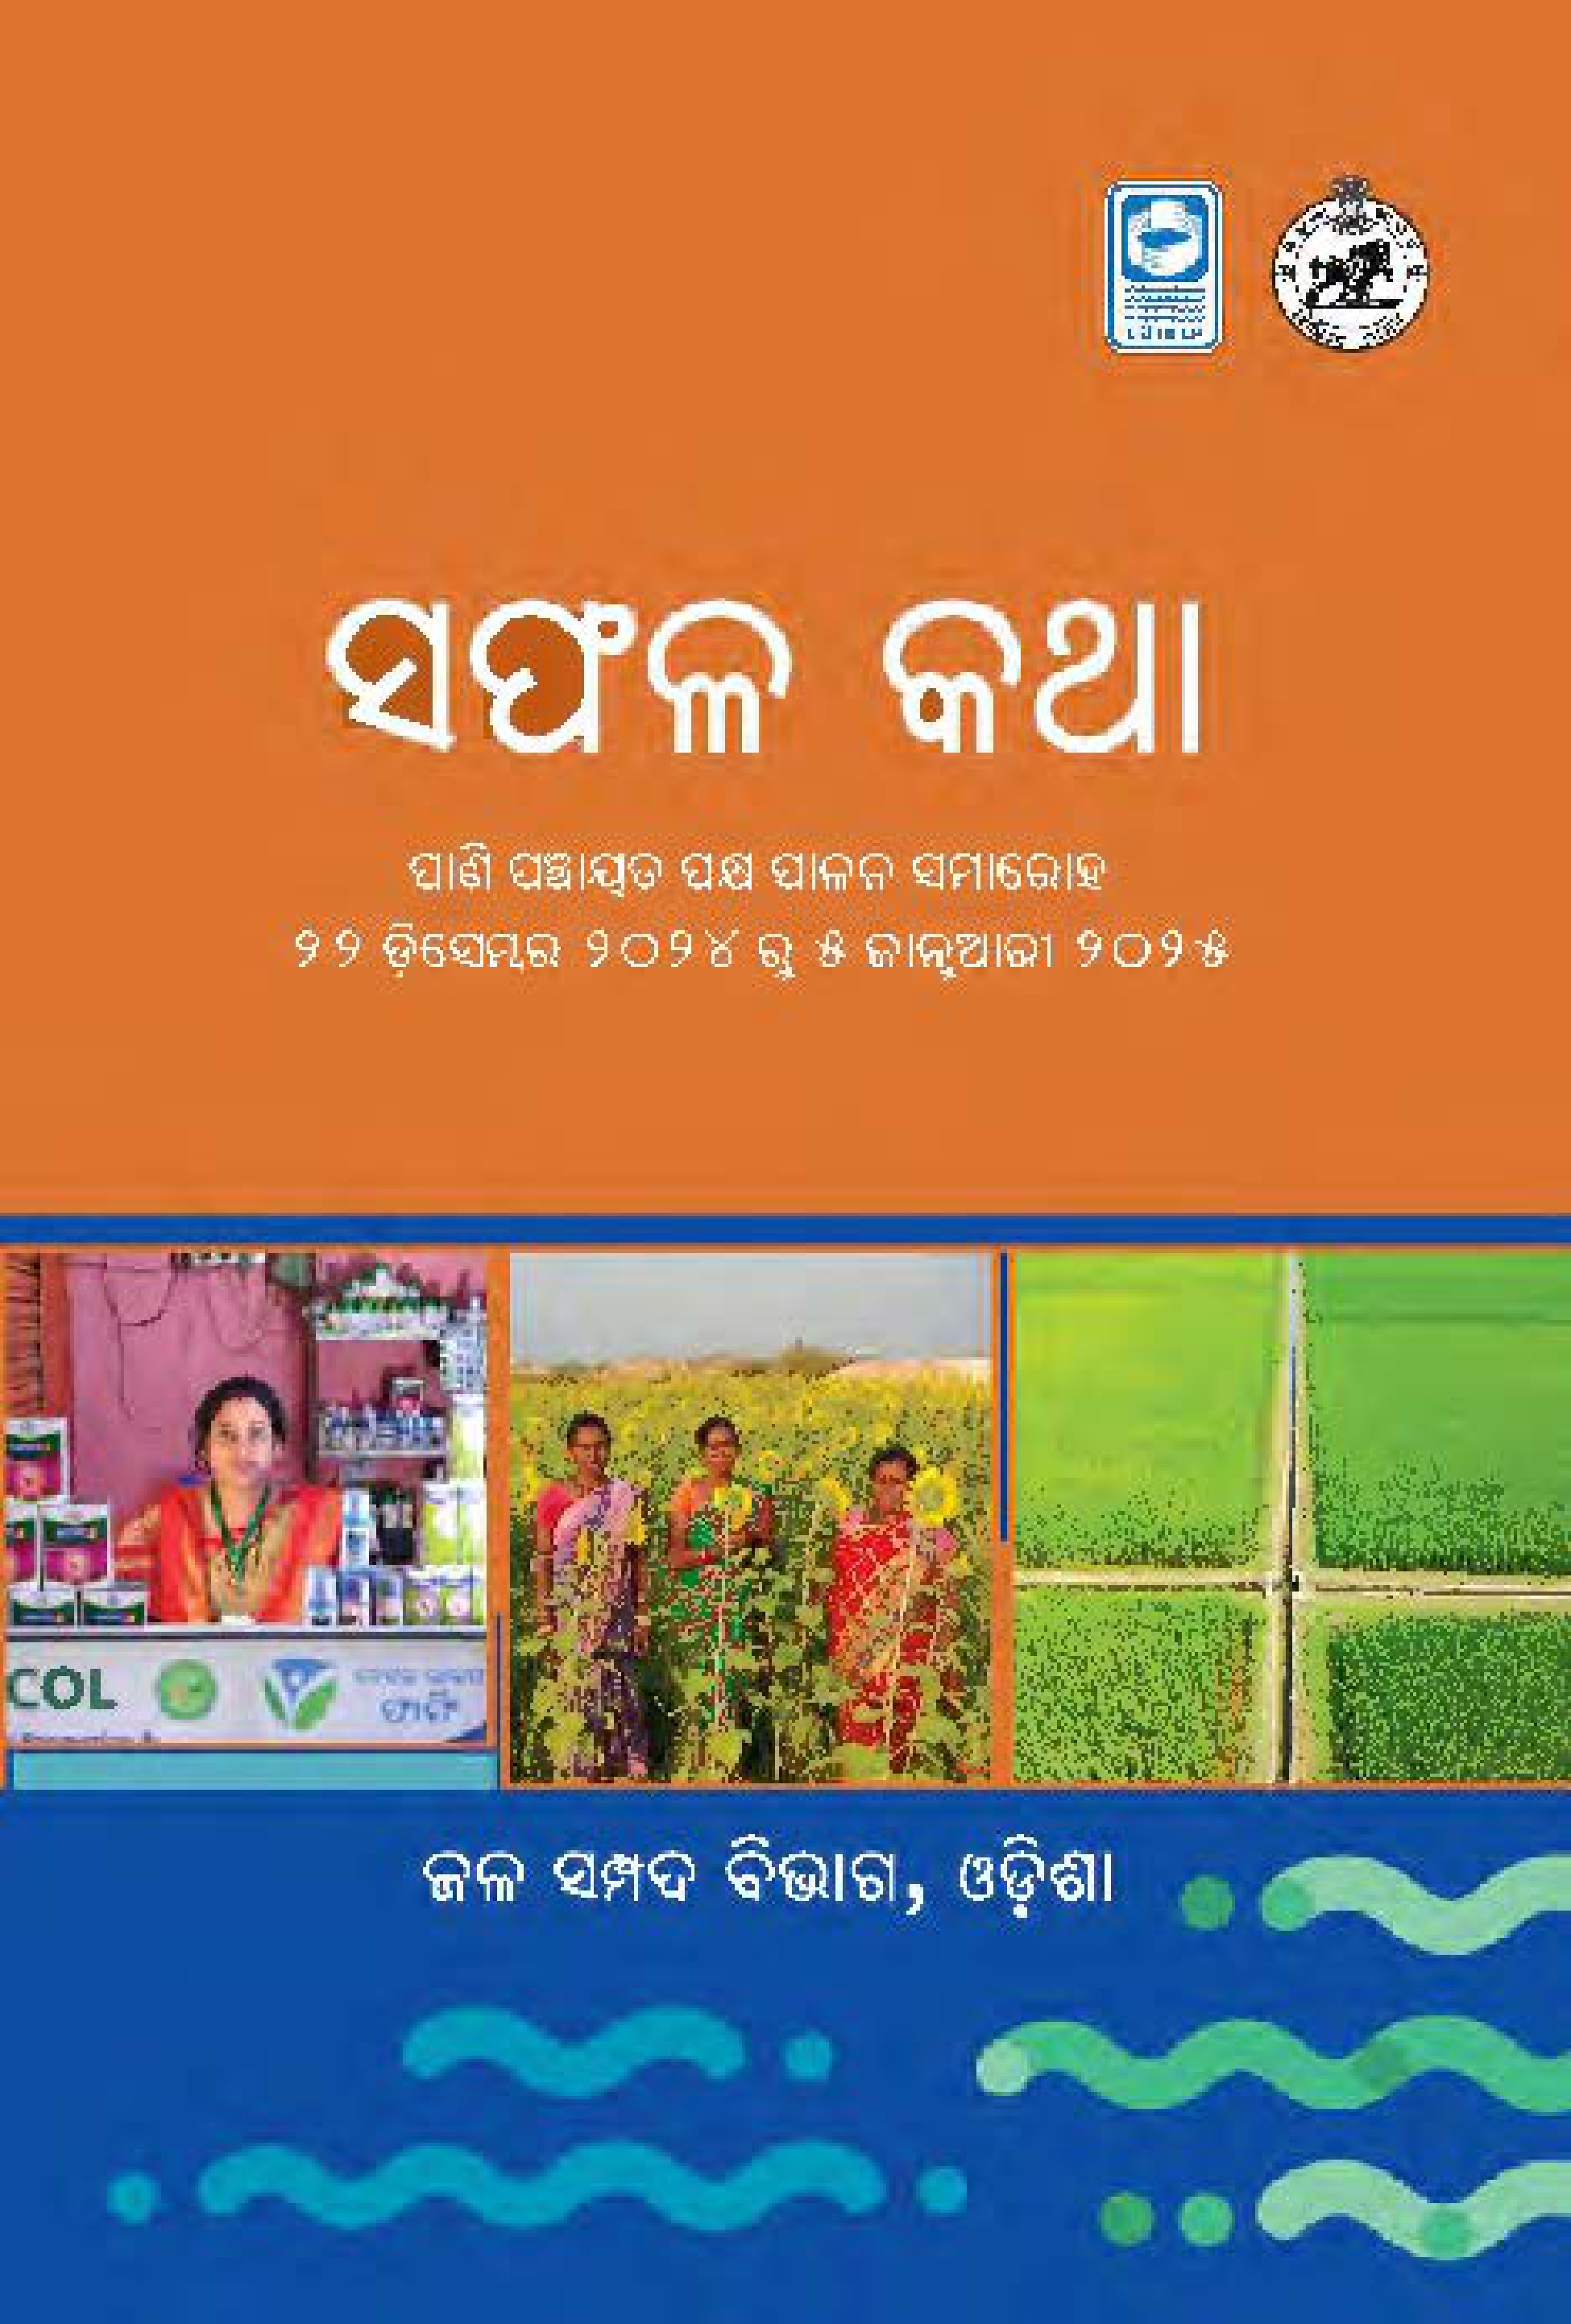 ସଫଳ କଥା
ପାଣି ପଞ୍ଚାୟତ ପକ୍ଷ ପାଳନ ସମାରୋହ
୨୨ ଡ଼ିସେମ୍ବର ୨୦୨୪ ରୁ ୫ ଜାନୁଆରୀ ୨୦୨୫
COL
ଜଳ ସମ୍ପଦ ବିଭାଗ, ଓଡ଼ିଶା